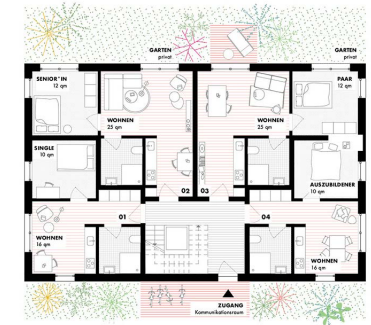 GARTEN
privat
GARTEN
privat
SENIOR*IN
12 qm
PAAR
12 qm
WOHNEN
25 qm
WOHNEN
25 qm
SINGLE
10 qm
AUSZUBILDENER
10 qm
02
03
01
04
WOHNEN
16 qm
WOHNEN
16 qm
ZUGANG
Kommunikationsraum